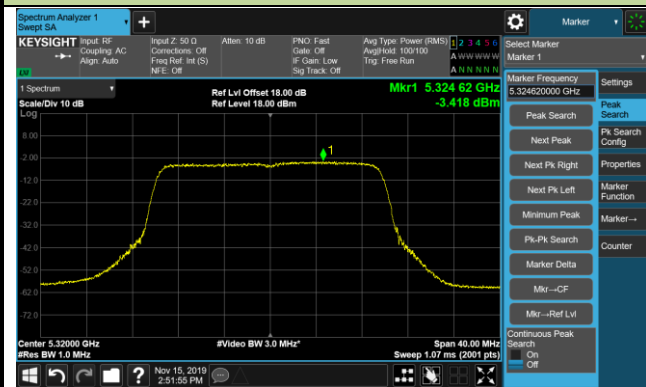 Spectrum Analyzer 1
Swept SA
Marker
KEYSIGHT
Input: RF
Coupling: AC
Align: Auto
Input Z: 50 Ω
Corrections: Off
Freq Ref: Int (S)
NFE: Off
Atten: 10 dB
PNO: Fast
Gate: Off
IF Gain: Low
Sig Track: Off
Avg Type: Power (RMS)
Avg|Hold: 100/100
Trig: Free Run
1 2 3 4 5 6
A W W W W W
A N N N N N
LV
Select Marker
Marker 1
1 Spectrum
Scale/Div 10 dB
Log
Ref Lvl Offset 18.00 dB
Ref Level 18.00 dBm
Mkr1 5.324 62 GHz
-3.418 dBm
8.00
-2.00
-12.0
-22.0
-32.0
-42.0
-52.0
-62.0
-72.0
1
Center 5.32000 GHz
#Res BW 1.0 MHz
#Video BW 3.0 MHz*
Span 40.00 MHz
Sweep 1.07 ms (2001 pts)
Marker Frequency
5.324620000 GHz
Peak Search
Next Peak
Next Pk Right
Next Pk Left
Minimum Peak
Pk-Pk Search
Marker Delta
Mkr→CF
Mkr→Ref Lvl
Continuous Peak
Search
On
Off
Settings
Peak
Search
Pk Search
Config
Properties
Marker
Function
Marker→
Counter
Nov 15, 2019
2:51:55 PM